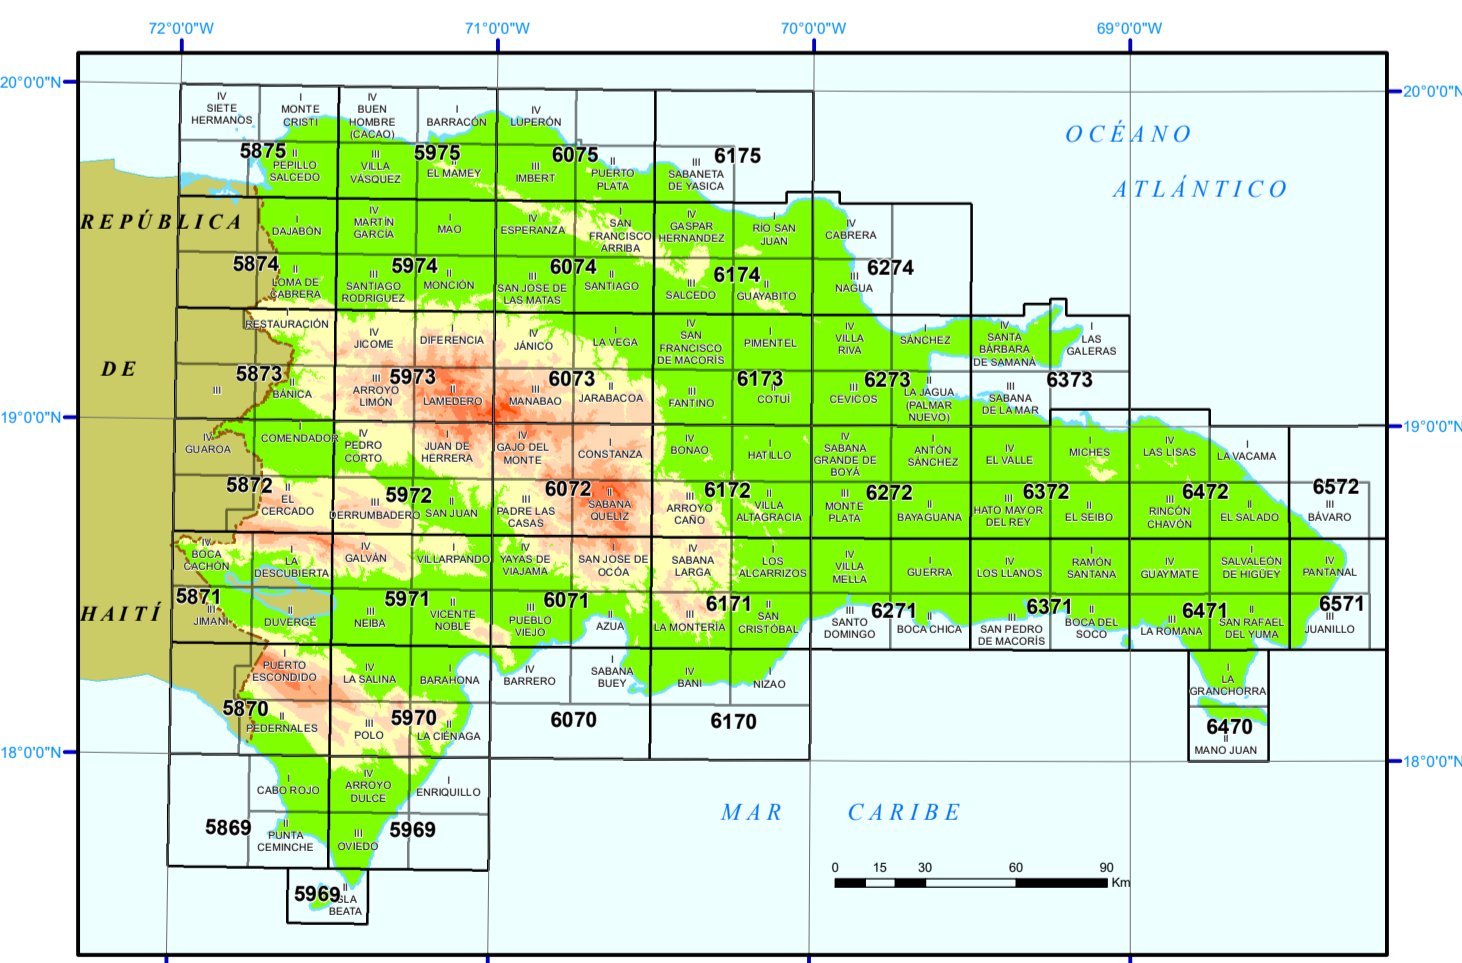 72°0'0"W 71°0'0"W 70°0'0"W 69°0'0"W
20°0'0"N 20°0'0"N
IV SIETE HERMANOS
I MONTE CRISTI
IV BUEN HOMBRE (CACAO)
I BARRACÓN
IV LUPERÓN
OCÉANO
ATLÁNTICO
5875 5975 6075 6175
II PEPILLO SALCEDO
III VILLA VÁSQUEZ
II EL MAMEY
III IMBERT
II PUERTO PLATA
III SABANETA DE YASICA
REPÚBLICA
I DAJABÓN
IV MARTÍN GARCÍA
I MAO
IV ESPERANZA
I SAN FRANCISCO ARRIBA
IV GASPAR HERNANDEZ
I RÍO SAN JUAN
IV CABRERA
5874 5974 6074 6174 6274
II LOMA DE CABRERA
III SANTIAGO RODRIGUEZ
II MONCIÓN
III SAN JOSE DE LAS MATAS
II SANTIAGO
III SALCEDO
II GUAYABITO
III NAGUA
I RESTAURACIÓN
IV JICOME
I DIFERENCIA
IV JÁNICO
I LA VEGA
IV SAN FRANCISCO DE MACORÍS
I PIMENTEL
IV VILLA RIVA
I SÁNCHEZ
IV SANTA BÁRBARA DE SAMANÁ
I LAS GALERAS
DE
5873 5973 6073 6173 6273 6373
III
II BÁNICA
III ARROYO LIMÓN
II LAMEDERO
III MANABAO
II JARABACOA
III FANTINO
II COTUÍ
III CEVICOS
II LA JAGUA (PALMAR NUEVO)
III SABANA DE LA MAR
19°0'0"N 19°0'0"N
IV GUAROA
I COMENDADOR
IV PEDRO CORTO
I JUAN DE HERRERA
IV GAJO DEL MONTE
I CONSTANZA
IV BONAO
I HATILLO
IV SABANA GRANDE DE BOYÁ
I ANTÓN SÁNCHEZ
IV EL VALLE
I MICHES
IV LAS LISAS
I LA VACAMA
5872 5972 6072 6172 6272 6372 6472 6572
II EL CERCADO
III DERRUMBADERO
II SAN JUAN
III PADRE LAS CASAS
II SABANA QUELIZ
III ARROYO CAÑO
II VILLA ALTAGRACIA
III MONTE PLATA
II BAYAGUANA
III HATO MAYOR DEL REY
II EL SEIBO
III RINCÓN CHAVÓN
II EL SALADO
III BÁVARO
IV BOCA CACHÓN
I LA DESCUBIERTA
IV GALVÁN
I VILLARPANDO
IV YAYAS DE VIAJAMA
I SAN JOSE DE OCÓA
IV SABANA LARGA
I LOS ALCARRIZOS
IV VILLA MELLA
I GUERRA
IV LOS LLANOS
I RAMÓN SANTANA
IV GUAYMATE
I SALVALEÓN DE HIGÜEY
IV PANTANAL
HAITÍ
5871 5971 6071 6171 6271 6371 6471 6571
III JIMANÍ
II DUVERGÉ
III NEIBA
II VICENTE NOBLE
III PUEBLO VIEJO
II AZUA
III LA MONTERÍA
II SAN CRISTÓBAL
III SANTO DOMINGO
II BOCA CHICA
III SAN PEDRO DE MACORÍS
II BOCA DEL SOCO
III LA ROMANA
II SAN RAFAEL DEL YUMA
III JUANILLO
I PUERTO ESCONDIDO
IV LA SALINA
I BARAHONA
IV BARRERO
I SABANA BUEY
IV BANI
I NIZAO
I LA GRANCHORRA
5870 5970 6070 6170 6470
II PEDERNALES
III POLO
II LA CIÉNAGA
II MANO JUAN
18°0'0"N 18°0'0"N
I CABO ROJO
IV ARROYO DULCE
I ENRIQUILLO
MAR CARIBE
5869 5969
II PUNTA CEMINCHE
III OVIEDO
0 15 30 60 90
Km
5969
II ISLA BEATA